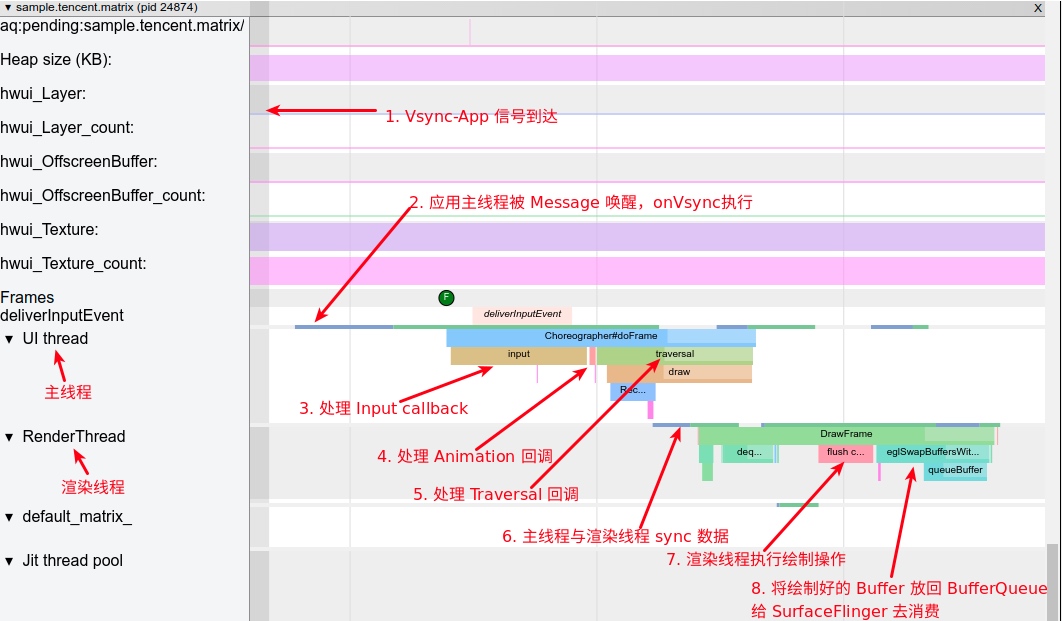 ▼ sample.tencent.matrix (pid 24874) X
aq:pending:sample.tencent.matrix/
Heap size (KB):
hwui_Layer:
1. Vsync-App 信号到达
hwui_Layer_count:
hwui_OffscreenBuffer:
hwui_OffscreenBuffer_count:
2. 应用主线程被 Message 唤醒，onVsync执行
hwui_Texture:
hwui_Texture_count:
Frames
F
deliverInputEvent
deliverInputEvent
▼ UI thread
Choreographer#doFrame
input
traversal
draw
Rec...
主线程
3. 处理 Input callback
▼ RenderThread
DrawFrame
deq...
flush c...
eglSwapBuffersWit...
queueBuffer
4. 处理 Animation 回调
渲染线程
5. 处理 Traversal 回调
▼ default_matrix_
6. 主线程与渲染线程 sync 数据
▼ Jit thread pool
7. 渲染线程执行绘制操作
8. 将绘制好的 Buffer 放回 BufferQueue
给 SurfaceFlinger 去消费